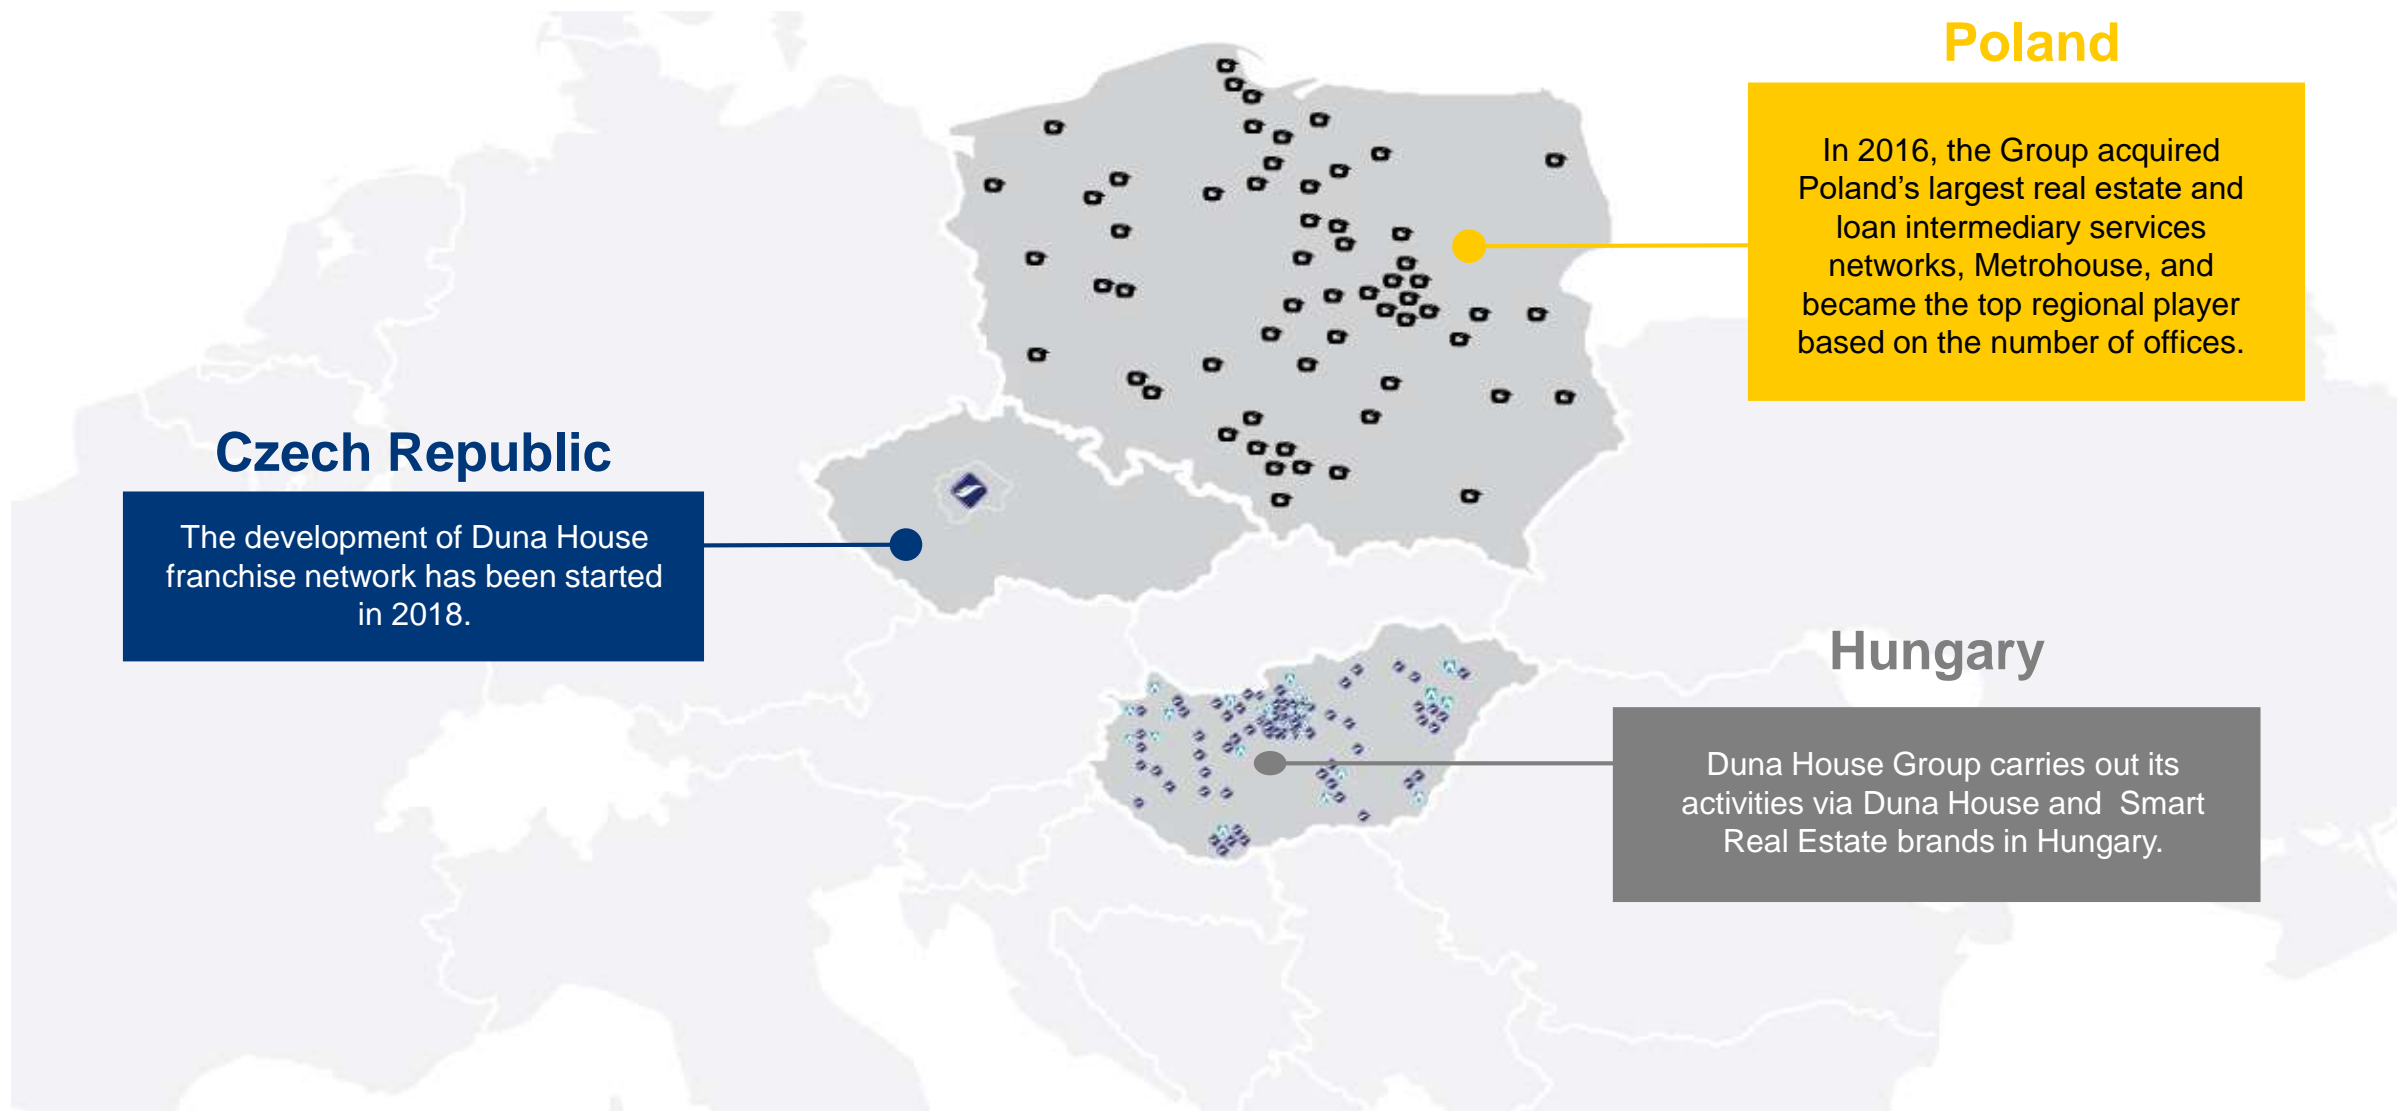 Poland
In 2016, the Group acquired
Poland’s largest real estate and
loan intermediary services
networks, Metrohouse, and
became the top regional player
based on the number of offices.
Czech Republic
The development of Duna House
franchise network has been started
in 2018.
Hungary
Duna House Group carries out its
activities via Duna House and  Smart
Real Estate brands in Hungary.